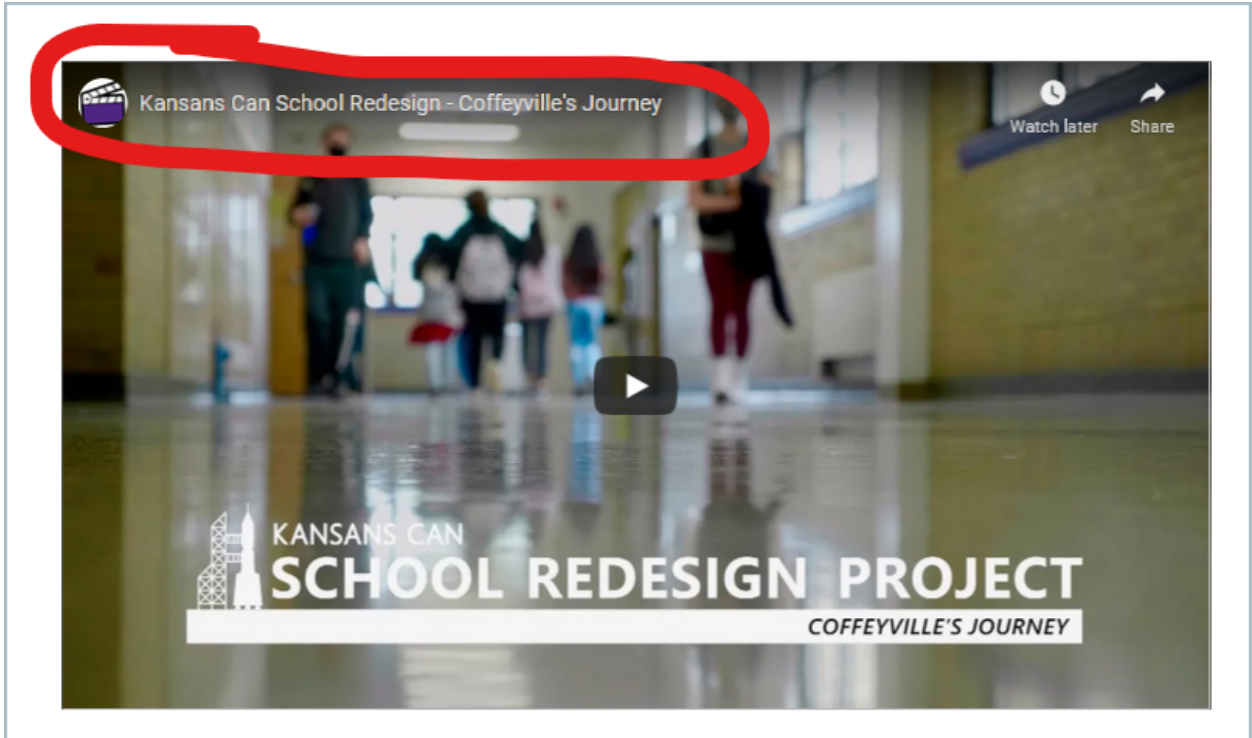 Kansans Can School Redesign - Coffeyville's Journey
Watch later
Share
KANSANS CAN
SCHOOL REDESIGN PROJECT
COFFEYVILLE'S JOURNEY